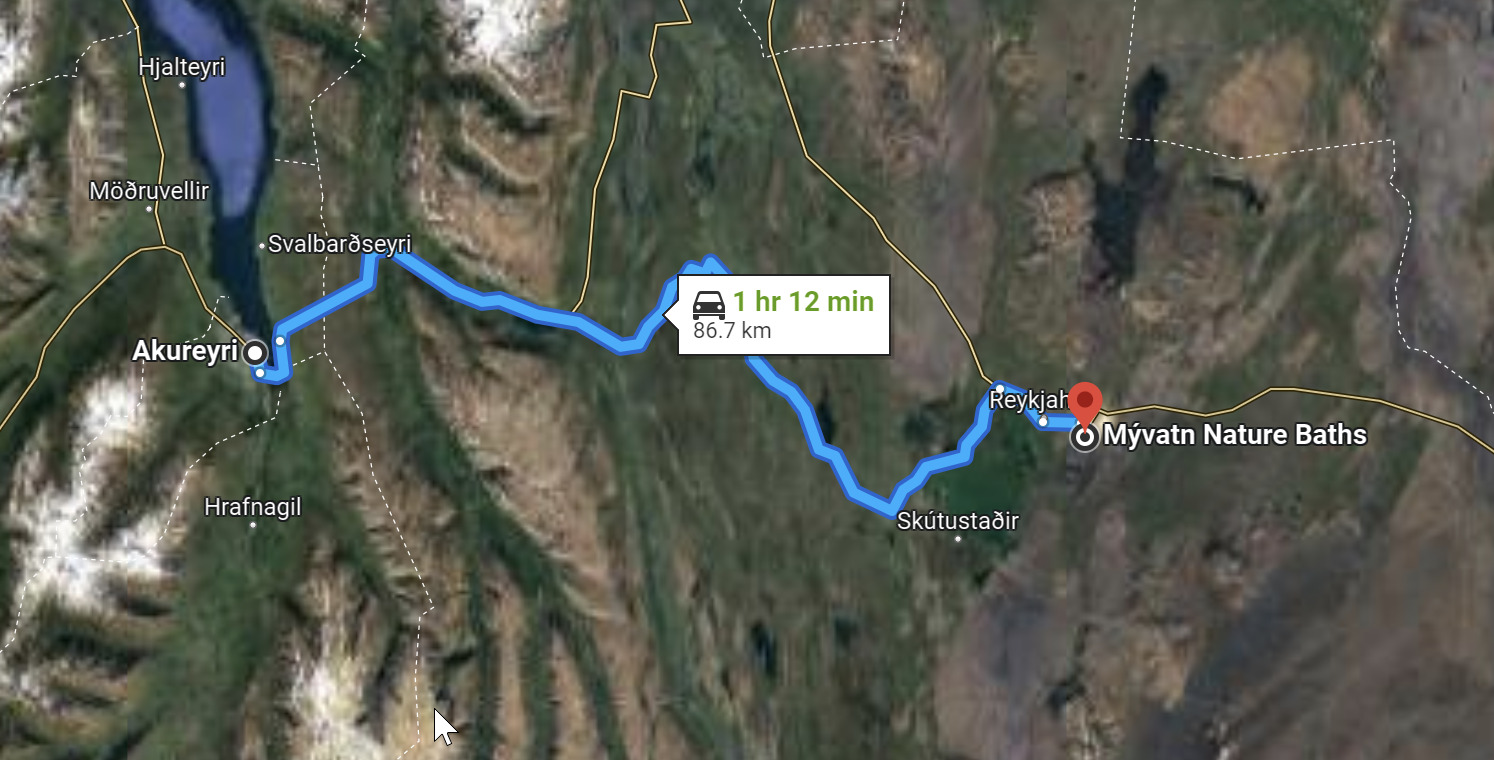 Hjalteyri
Möðruvellir
Svalbarðseyri
1 hr 12 min
86.7 km
Akureyri
Reykjah
Mývatn Nature Baths
Hrafnagil
Skútustaðir